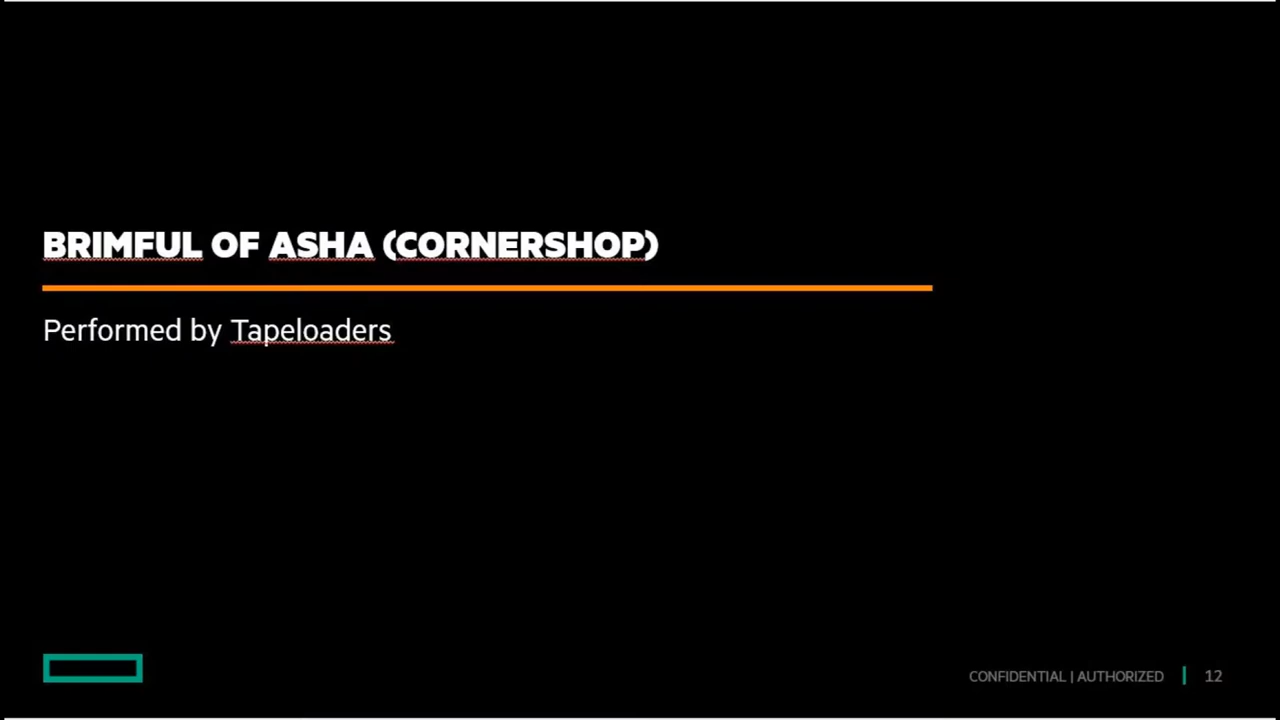 BRIMFUL OF ASHA (CORNERSHOP)
Performed by Tapeloaders
CONFIDENTIAL | AUTHORIZED | 12